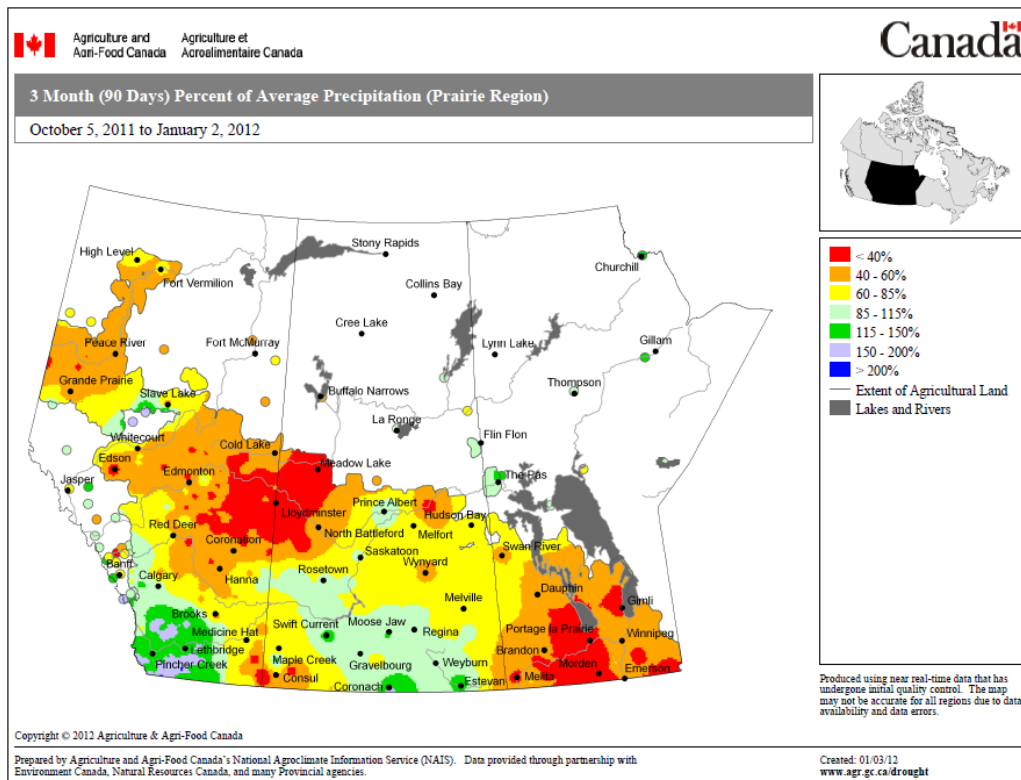 Agriculture and Agriculture et
Agri-Food Canada Agroalimentaire Canada
Canada
3 Month (90 Days) Percent of Average Precipitation (Prairie Region)
October 5, 2011 to January 2, 2012
Stony Rapids
High Level
Churchill
Fort Vermilion
Collins Bay
Cree Lake
Peace River
Fort McMurray
Lynn Lake
Gillam
Grande Prairie
Buffalo Narrows
Thompson
Slave Lake
La Ronge
Whitecourt
Flin Flon
Cold Lake
Edson
Meadow Lake
Edmonton
The Pas
Jasper
Prince Albert
Lloydminster
Hudson Bay
Red Deer
North Battleford
Melfort
Coronation
Saskatoon
Swan River
Banff
Hanna
Rosetown
Wynyard
Calgary
Dauphin
Melville
Gimli
Brooks
Swift Current
Moose Jaw
Medicine Hat
Regina
Portage la Prairie
Winnipeg
Lethbridge
Brandon
Maple Creek
Gravelbourg
Weyburn
Pincher Creek
Morden
Emerson
Consul
Estevan
Melita
Coronach
< 40%
40 - 60%
60 - 85%
85 - 115%
115 - 150%
150 - 200%
> 200%
Extent of Agricultural Land
Lakes and Rivers
Produced using near real-time data that has
undergone initial quality control. The map
may not be accurate for all regions due to data
availability and data errors.
Copyright © 2012 Agriculture & Agri-Food Canada
Prepared by Agriculture and Agri-Food Canada's National Agroclimate Information Service (NAIS). Data provided through partnership with
Environment Canada, Natural Resources Canada, and many Provincial agencies.
Created: 01/03/12
www.agr.gc.ca/drought